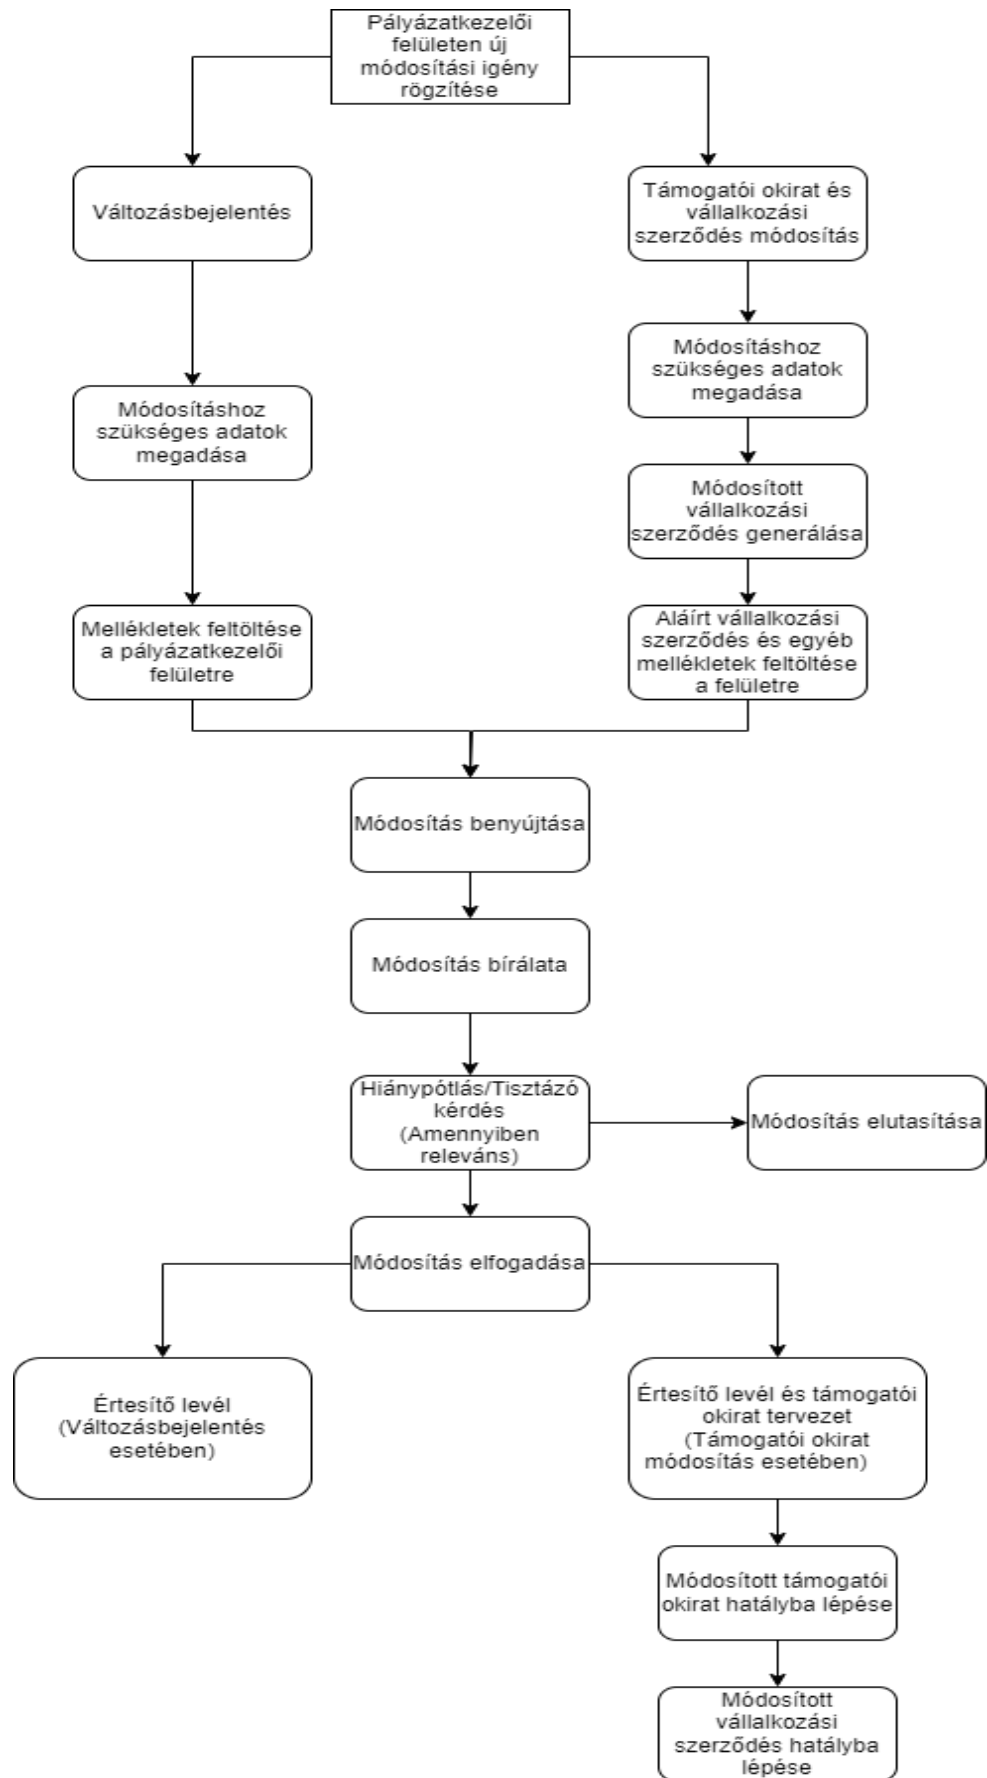 Pályázatkezelői
felületen új
módosítási igény
rögzítése
Változásbejelentés
Támogatói okirat és
vállalkozási
szerződés módosítás
Módosításhoz
szükséges adatok
megadása
Módosításhoz
szükséges adatok
megadása
Módosított
vállalkozási
szerződés generálása
Mellékletek feltöltése
a pályázatkezelői
felületre
Aláírt vállalkozási
szerződés és egyéb
mellékletek feltöltése
a felületre
Módosítás benyújtása
Módosítás bírálata
Hiánypótlás/Tisztázó
kérdés
(Amennyiben
releváns)
Módosítás elutasítása
Módosítás elfogadása
Értesítő levél
(Változásbejelentés
esetében)
Értesítő levél és támogatói
okirat tervezet
(Támogatói okirat
módosítás esetében)
Módosított támogatói
okirat hatályba lépése
Módosított
vállalkozási
szerződés hatályba
lépése